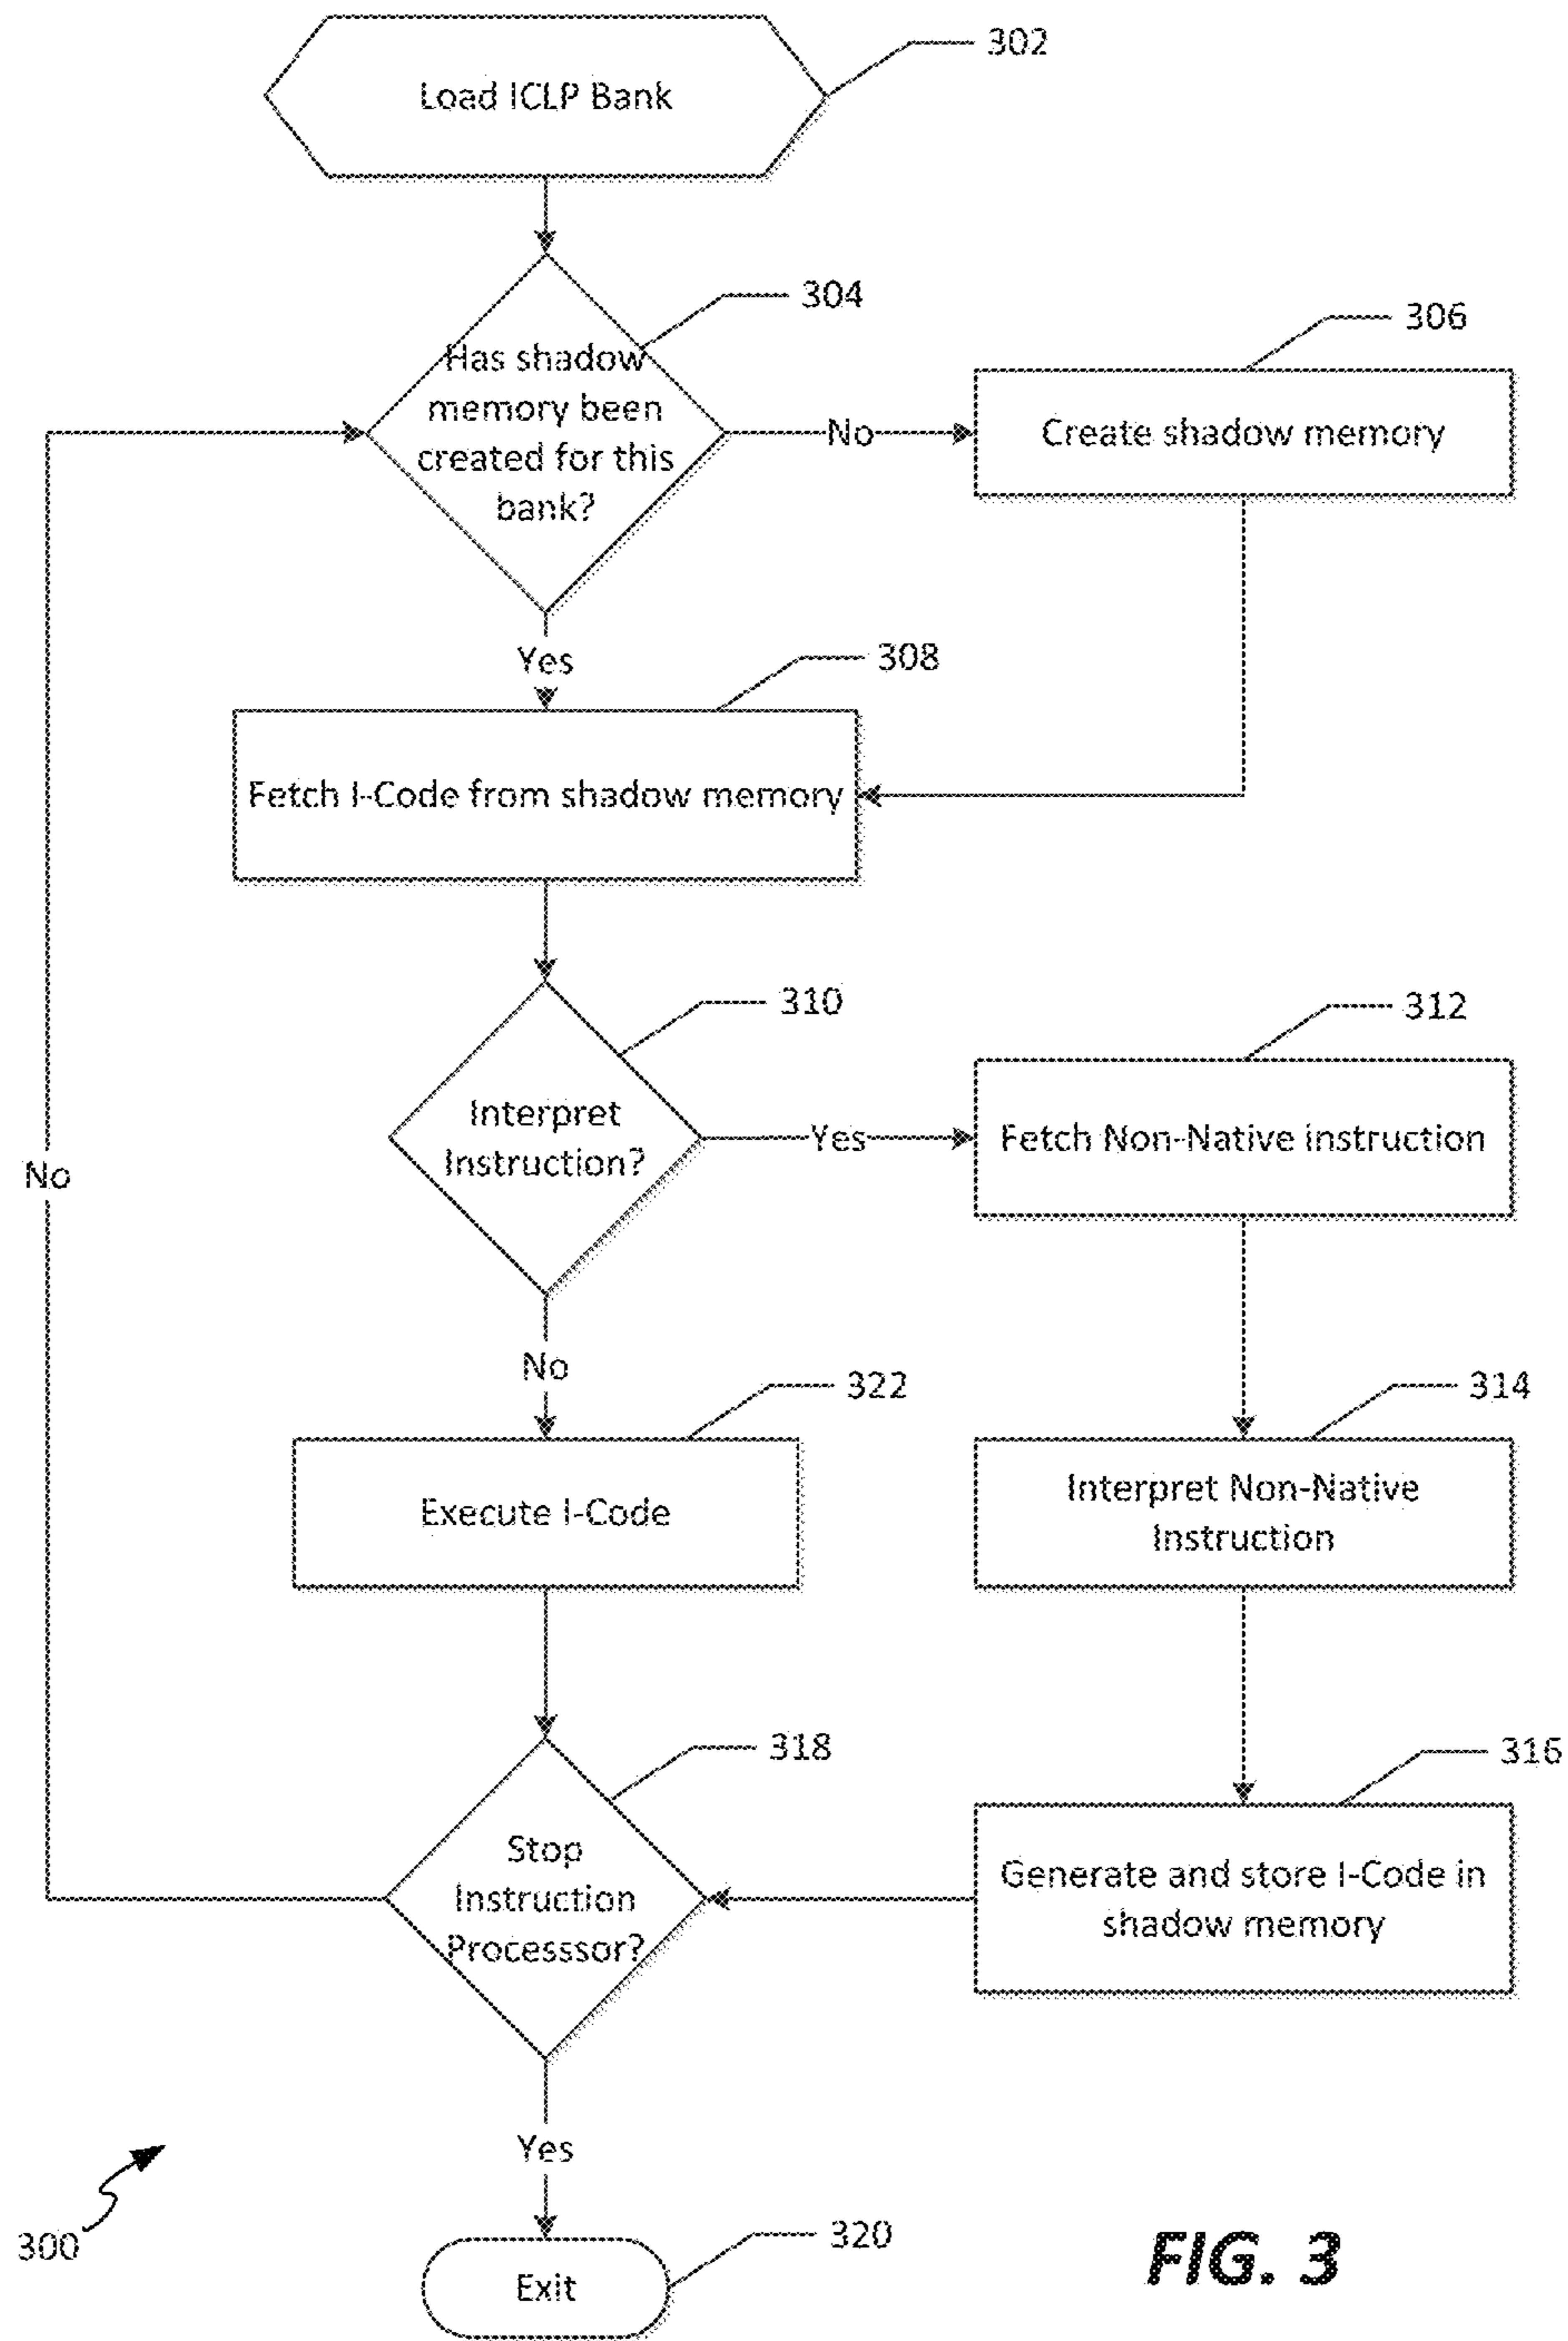 302
Load ICLP Bank
304
306
Has shadow
memory been
created for this
bank?
No
Create shadow memory
Yes
308
Fetch I-Code from shadow memory
310
312
Interpret
Instruction?
Yes
Fetch Non-Native instruction
No
No
322
314
Execute I-Code
Interpret Non-Native
Instruction
318
316
Stop
Instruction
Processsor?
Generate and store I-Code in
shadow memory
Yes
300
320
Exit
FIG. 3